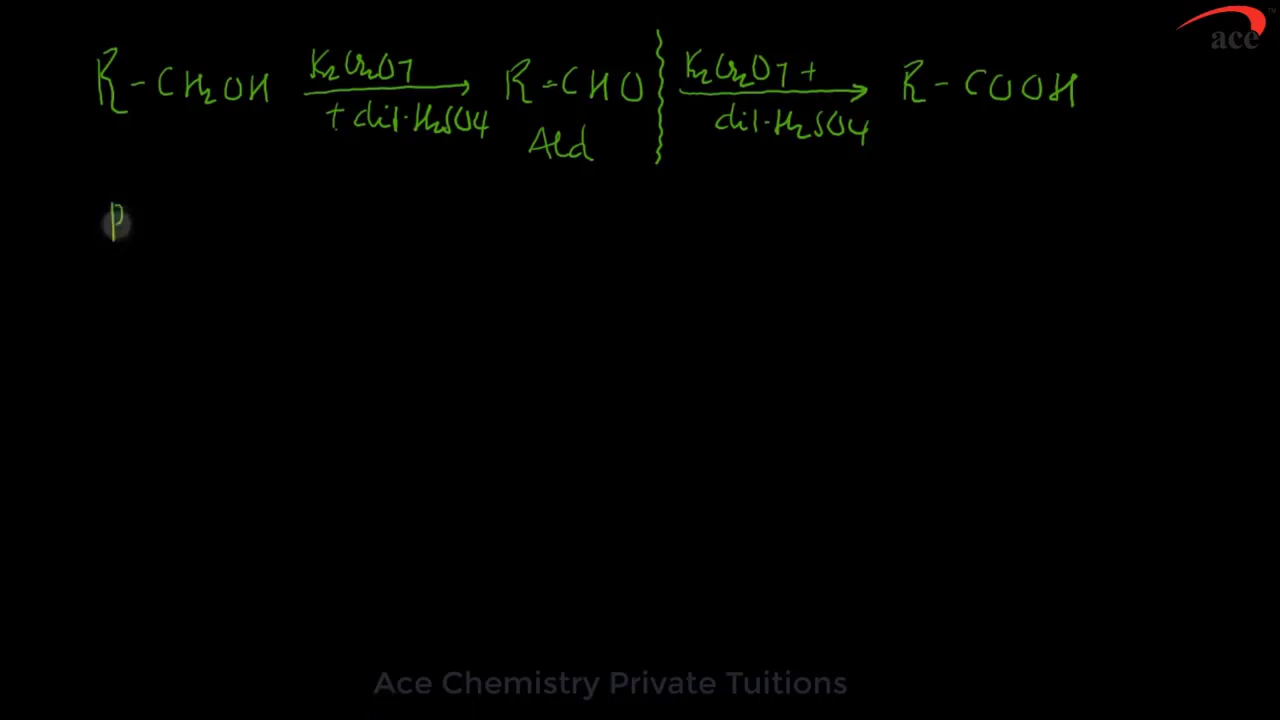 ace
R-CH2OH K2Cr2O7 + dil.H2SO4 → R-CHO K2Cr2O7 + dil.H2SO4 → R-COOH
Ald
R
Ace Chemistry Private Tuitions